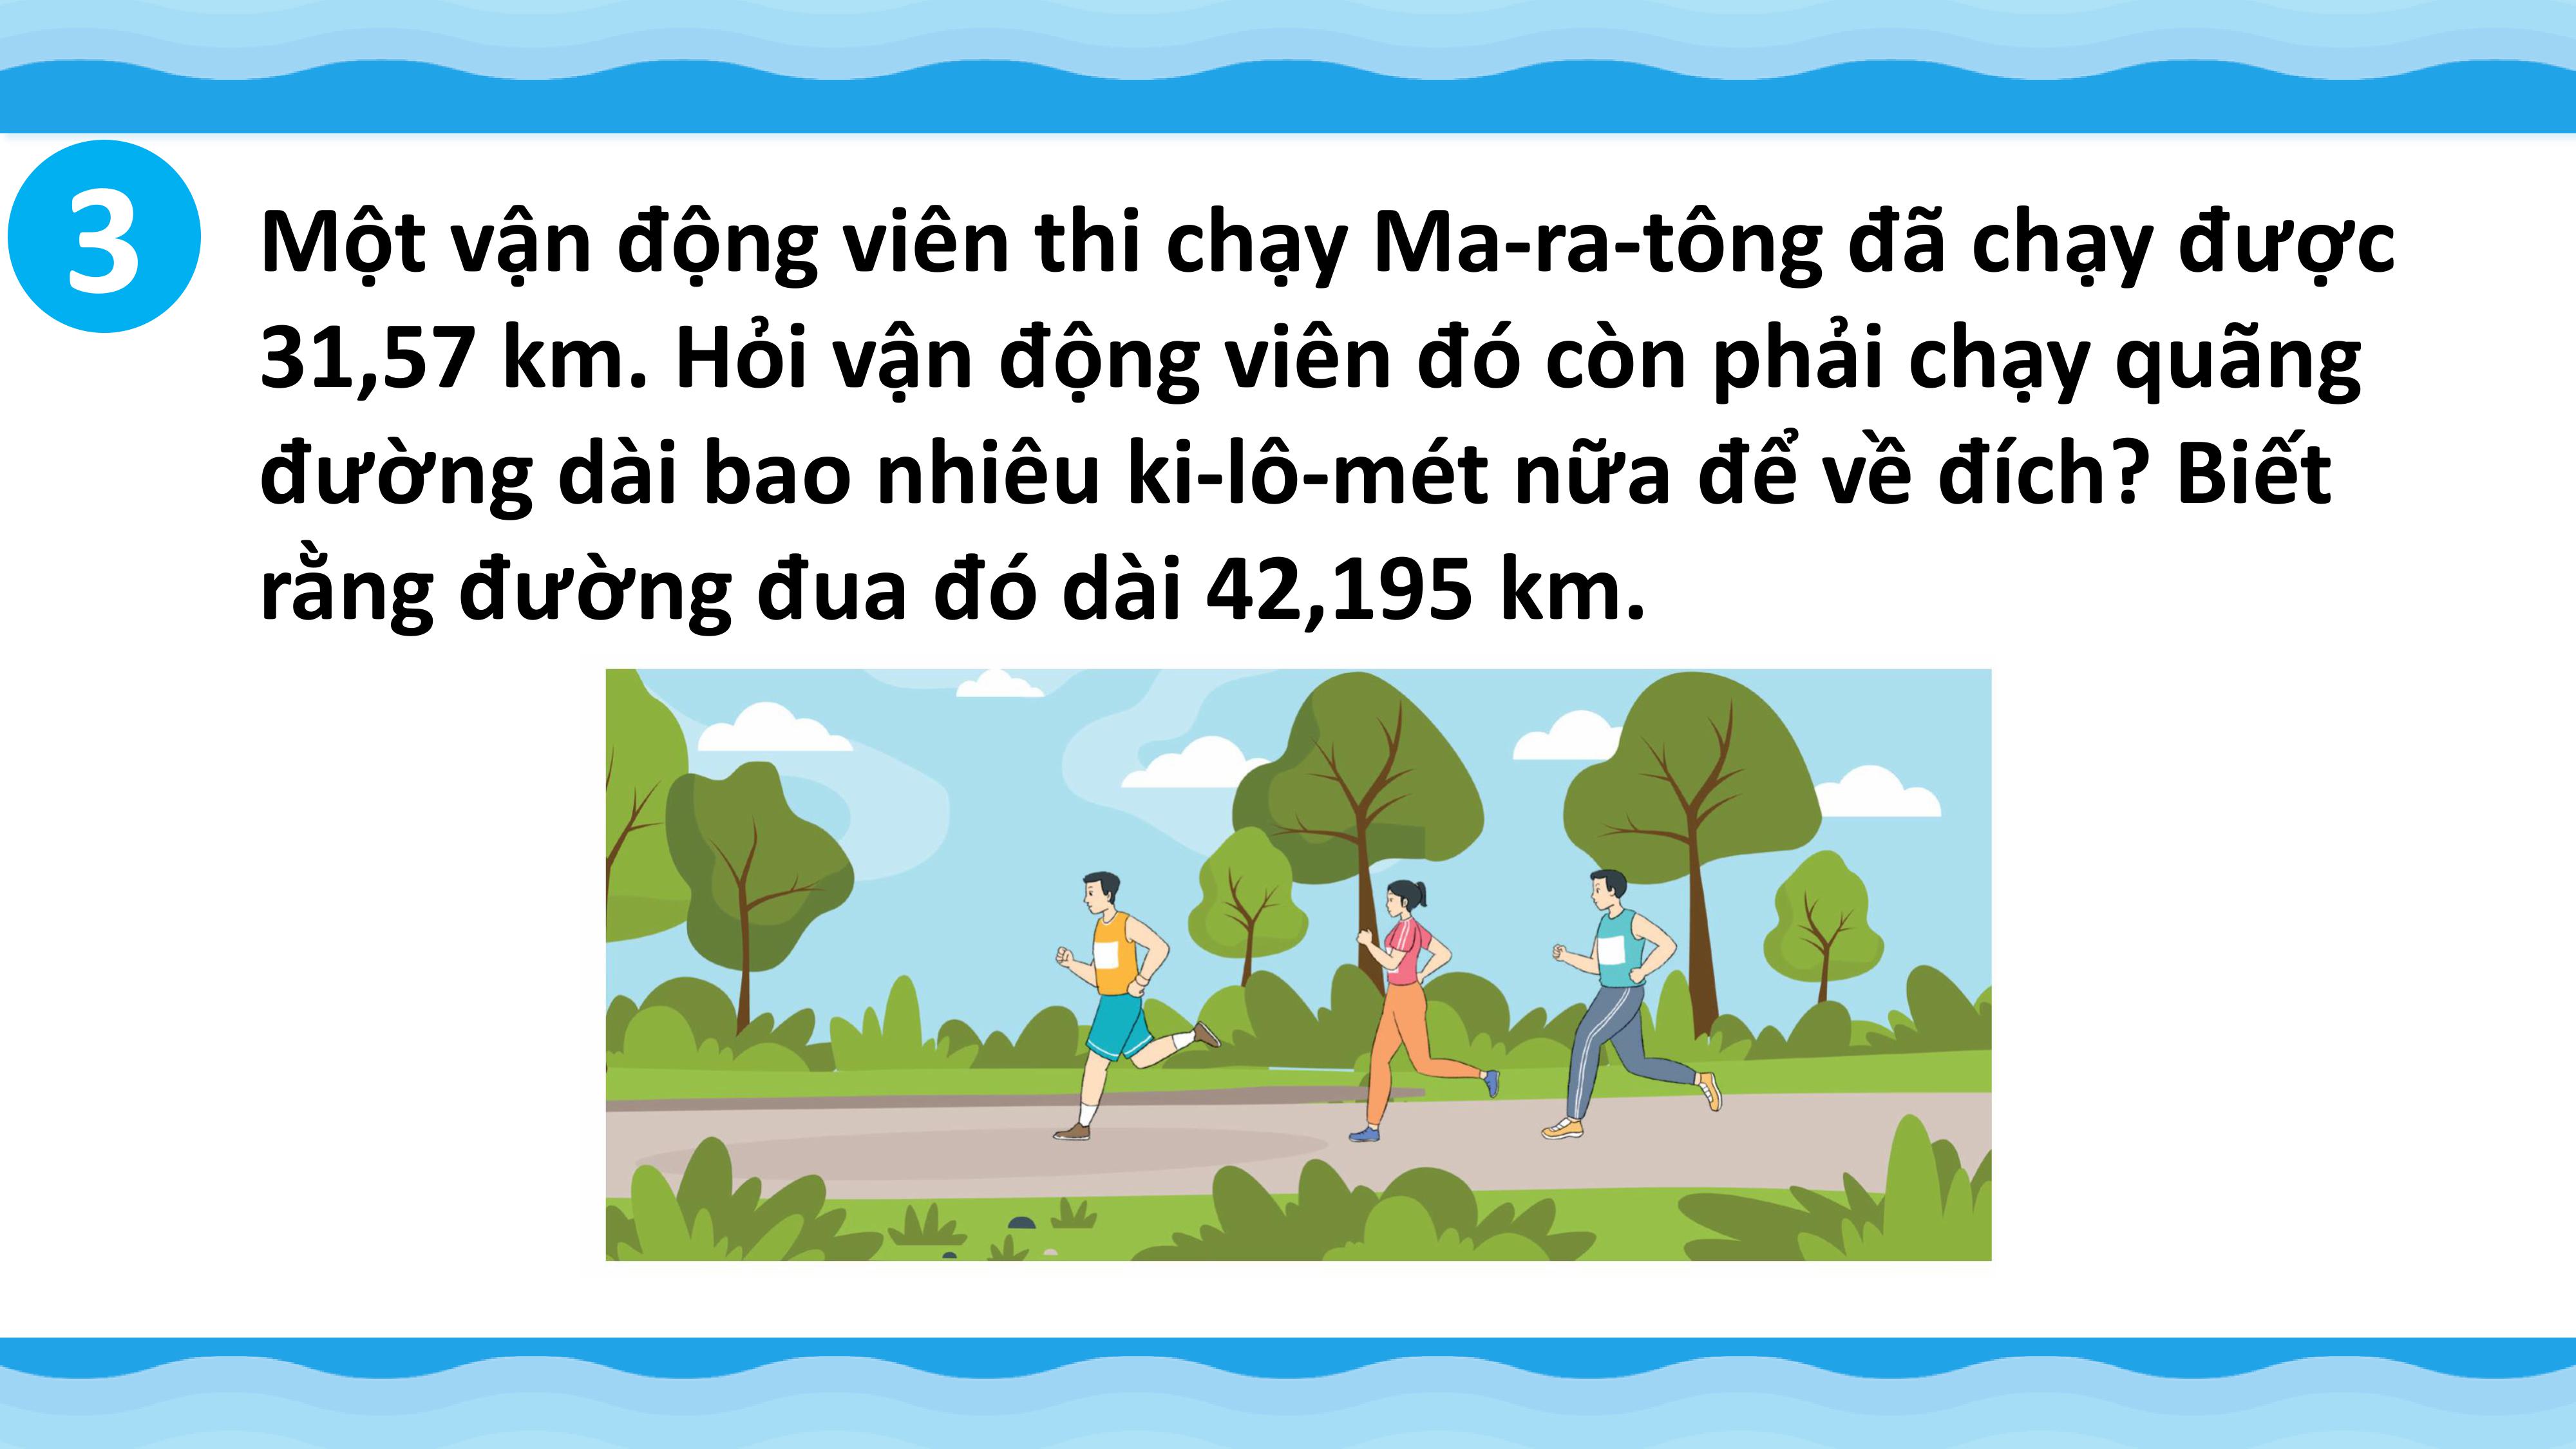 3
Một vận động viên thi chạy Ma-ra-tông đã chạy được
31,57 km. Hỏi vận động viên đó còn phải chạy quãng
đường dài bao nhiêu ki-lô-mét nữa để về đích? Biết
rằng đường đua đó dài 42,195 km.